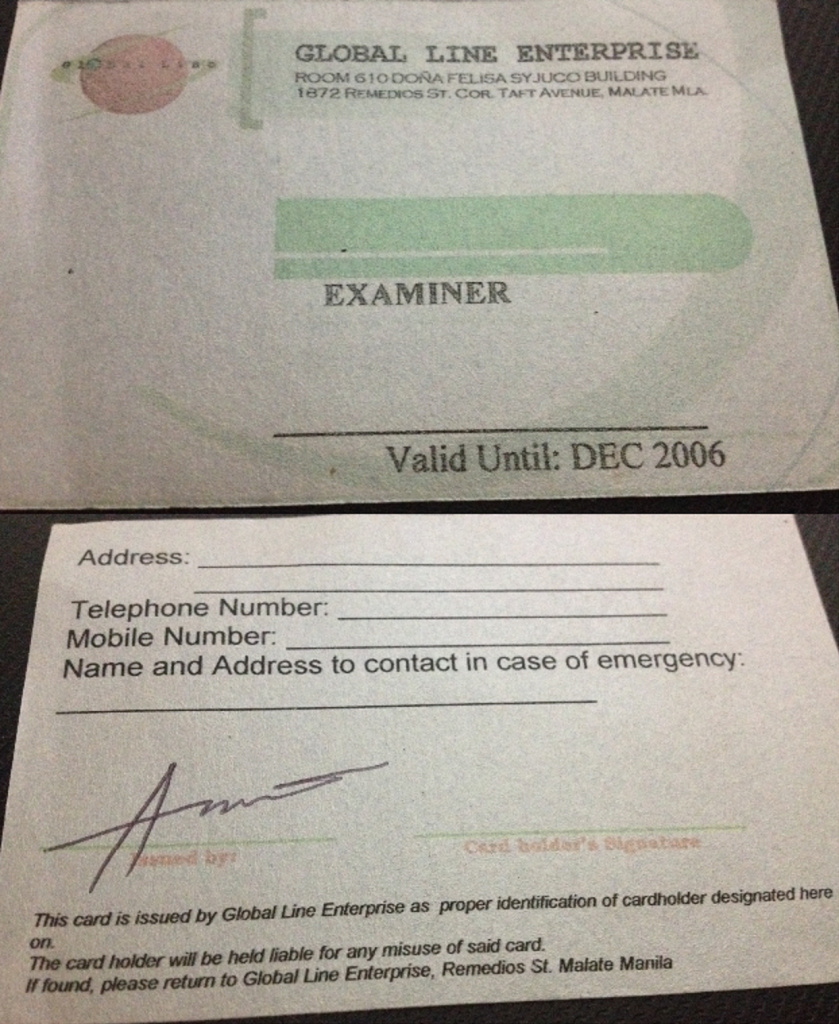 GLOBAL LINE
GLOBAL LINE ENTERPRISE
ROOM 610 DOÑA FELISA SYJUCO BUILDING
1872 REMEDIOS ST. COR. TAFT AVENUE, MALATE MLA.
EXAMINER
Valid Until: DEC 2006
Address:
Telephone Number:
Mobile Number:
Name and Address to contact in case of emergency:
Issued by:
Card holder's Signature
This card is issued by Global Line Enterprise as proper identification of cardholder designated here
on.
The card holder will be held liable for any misuse of said card.
If found, please return to Global Line Enterprise, Remedios St. Malate Manila